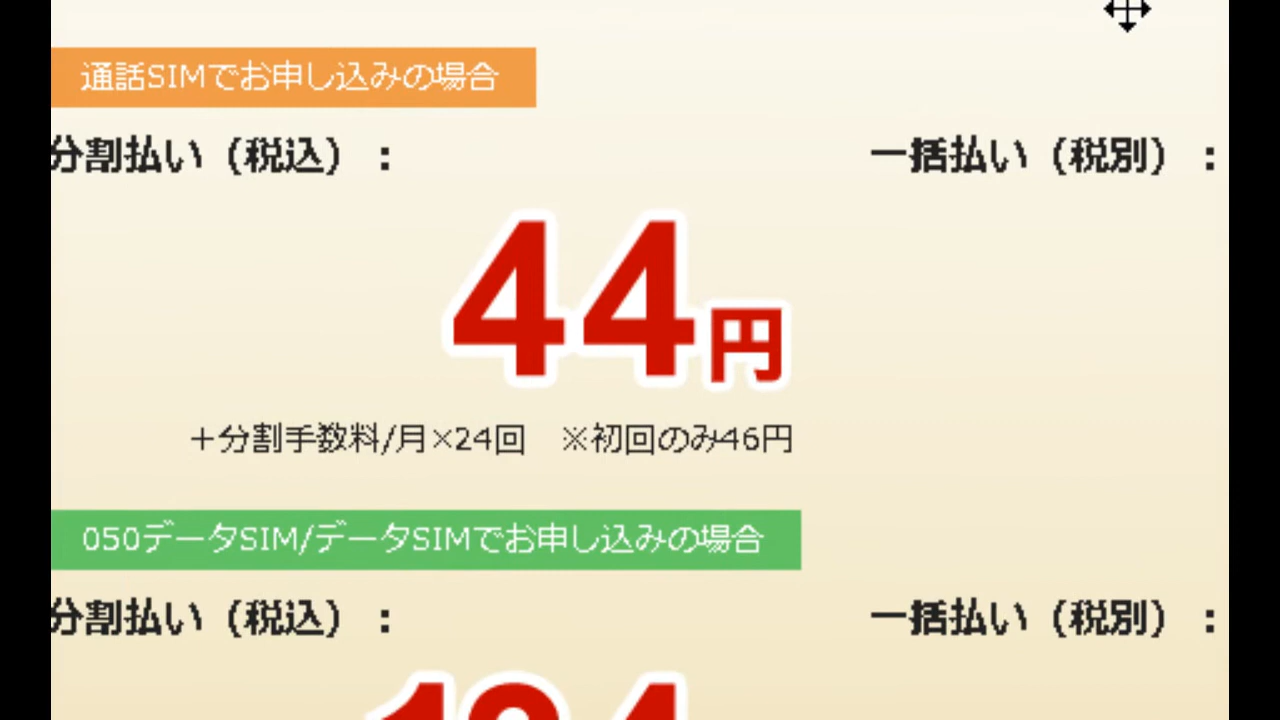 通話SIMでお申し込みの場合
分割払い（税込）： 一括払い（税別）：
44円
＋分割手数料/月×24回　※初回のみ46円
050データSIM/データSIMでお申し込みの場合
分割払い（税込）： 一括払い（税別）：